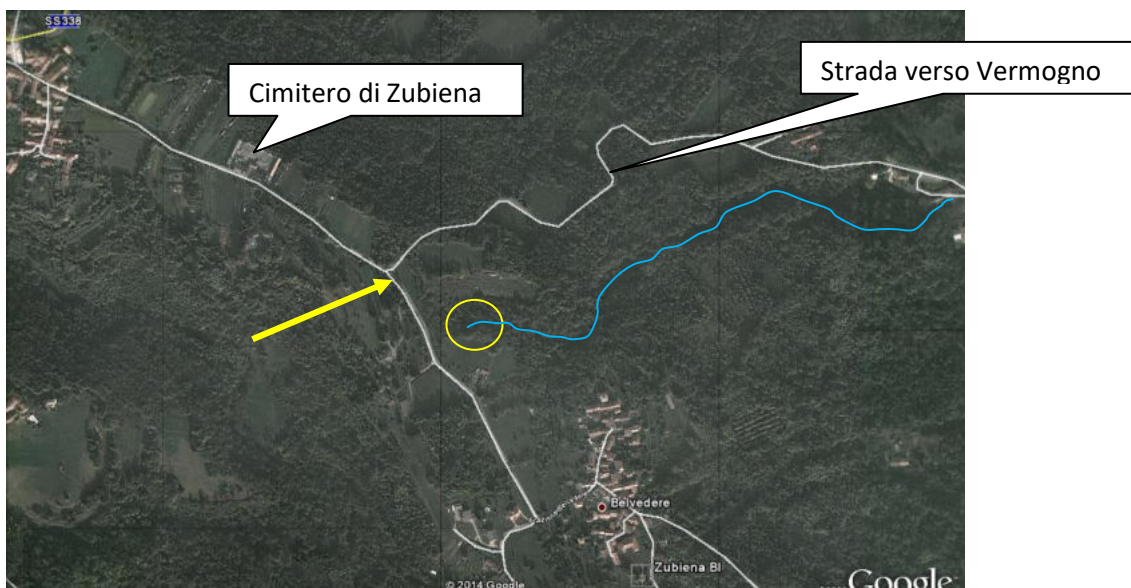 SS338
Cimitero di Zubiena
Strada verso Vermogno
Belvedere
Zubiena BI
© 2014 Google
Google